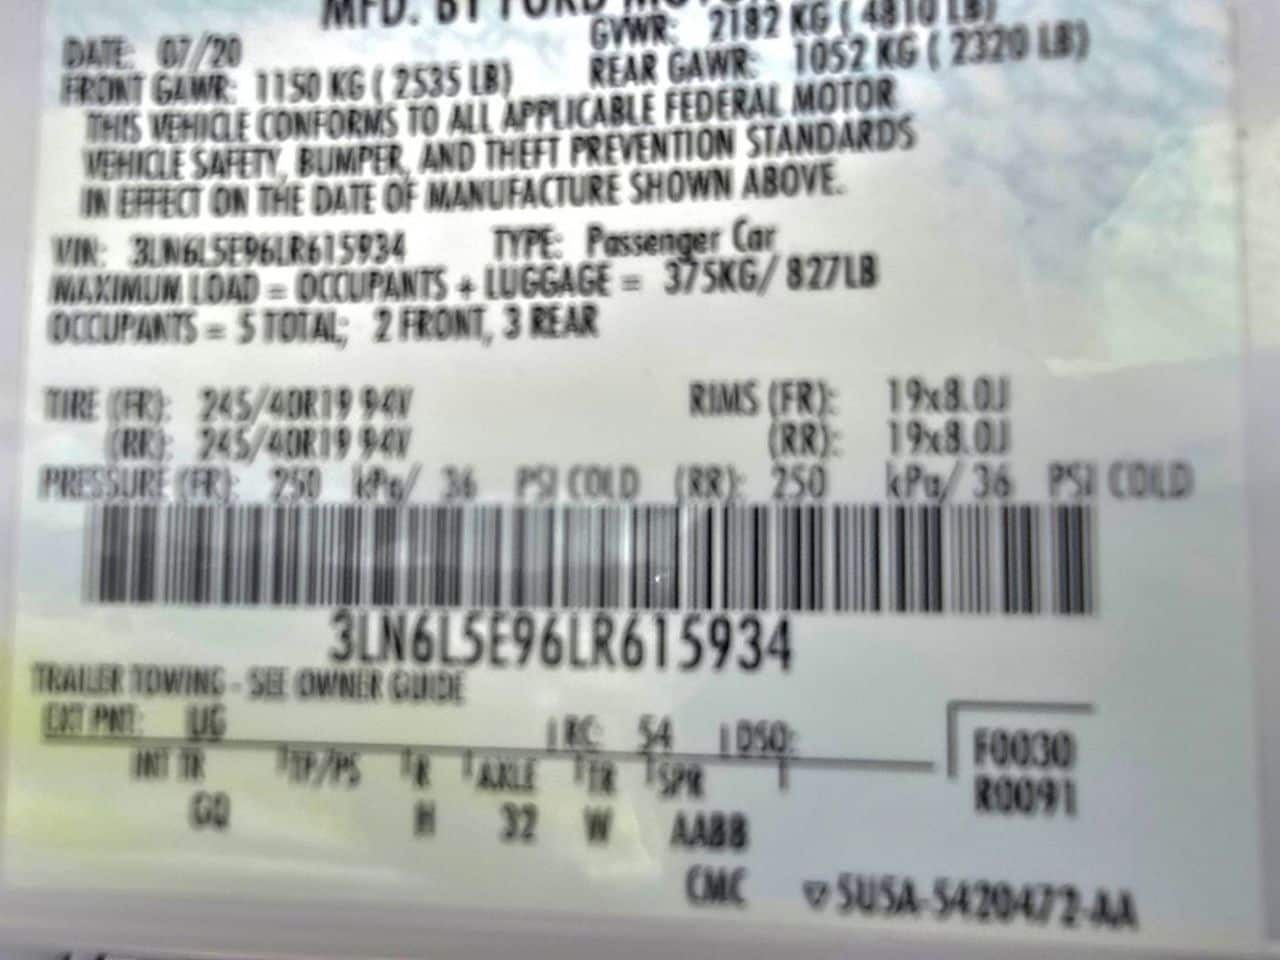 MFD. BY FORD MOTOR
DATE: 07/20 GVWR: 2182 KG ( 4810 LB)
FRONT GAWR: 1150 KG ( 2535 LB) REAR GAWR: 1052 KG ( 2320 LB)
THIS VEHICLE CONFORMS TO ALL APPLICABLE FEDERAL MOTOR
VEHICLE SAFETY, BUMPER, AND THEFT PREVENTION STANDARDS
IN EFFECT ON THE DATE OF MANUFACTURE SHOWN ABOVE.
VIN: 3LN6L5E96LR615934 TYPE: Passenger Car
MAXIMUM LOAD = OCCUPANTS + LUGGAGE = 375KG/ 827LB
OCCUPANTS = 5 TOTAL; 2 FRONT, 3 REAR
TIRE (FR): 245/40R19 94V RIMS (FR): 19x8.0J
(RR): 245/40R19 94V (RR): 19x8.0J
PRESSURE (FR): 250 kPa/ 36 PSI COLD (RR): 250 kPa/ 36 PSI COLD
3LN6L5E96LR615934
TRAILER TOWING - SEE OWNER GUIDE
EXT PNT: UG RC: 54 DSO: F0030
INT TR TP/PS R AXLE TR SPR R0091
GQ H 32 W AABB
CMC 5U5A-5420472-AA